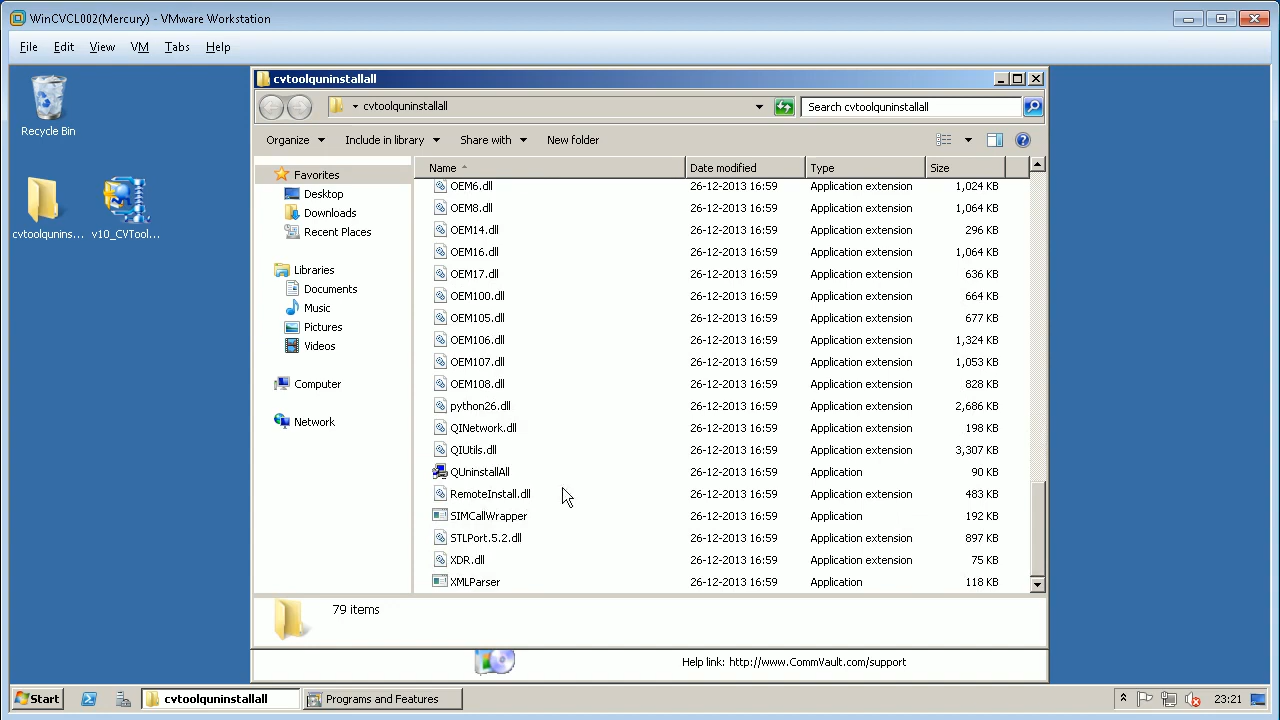 WinCVCL002(Mercury) - VMware Workstation
File Edit View VM Tabs Help
Recycle Bin
cvtoolqunins... v10_CVTool...
cvtoolquninstallall
cvtoolquninstallall
Search cvtoolquninstallall
Organize Include in library Share with New folder
Favorites
Desktop
Downloads
Recent Places
Libraries
Documents
Music
Pictures
Videos
Computer
Network
Name Date modified Type Size
OEM6.dll 26-12-2013 16:59 Application extension 1,024 KB
OEM8.dll 26-12-2013 16:59 Application extension 1,064 KB
OEM14.dll 26-12-2013 16:59 Application extension 296 KB
OEM16.dll 26-12-2013 16:59 Application extension 1,064 KB
OEM17.dll 26-12-2013 16:59 Application extension 636 KB
OEM100.dll 26-12-2013 16:59 Application extension 664 KB
OEM105.dll 26-12-2013 16:59 Application extension 677 KB
OEM106.dll 26-12-2013 16:59 Application extension 1,324 KB
OEM107.dll 26-12-2013 16:59 Application extension 1,053 KB
OEM108.dll 26-12-2013 16:59 Application extension 823 KB
python26.dll 26-12-2013 16:59 Application extension 2,686 KB
QINetwork.dll 26-12-2013 16:59 Application extension 198 KB
QIUtils.dll 26-12-2013 16:59 Application extension 3,307 KB
QUninstallAll 26-12-2013 16:59 Application 90 KB
RemoteInstall.dll 26-12-2013 16:59 Application extension 483 KB
SIMCallWrapper 26-12-2013 16:59 Application 192 KB
STLPort.5.2.dll 26-12-2013 16:59 Application extension 897 KB
XDR.dll 26-12-2013 16:59 Application extension 75 KB
XMLParser 26-12-2013 16:59 Application 118 KB
79 items
Help link: http://www.CommVault.com/support
Start cvtoolquninstallall Programs and Features 23:21